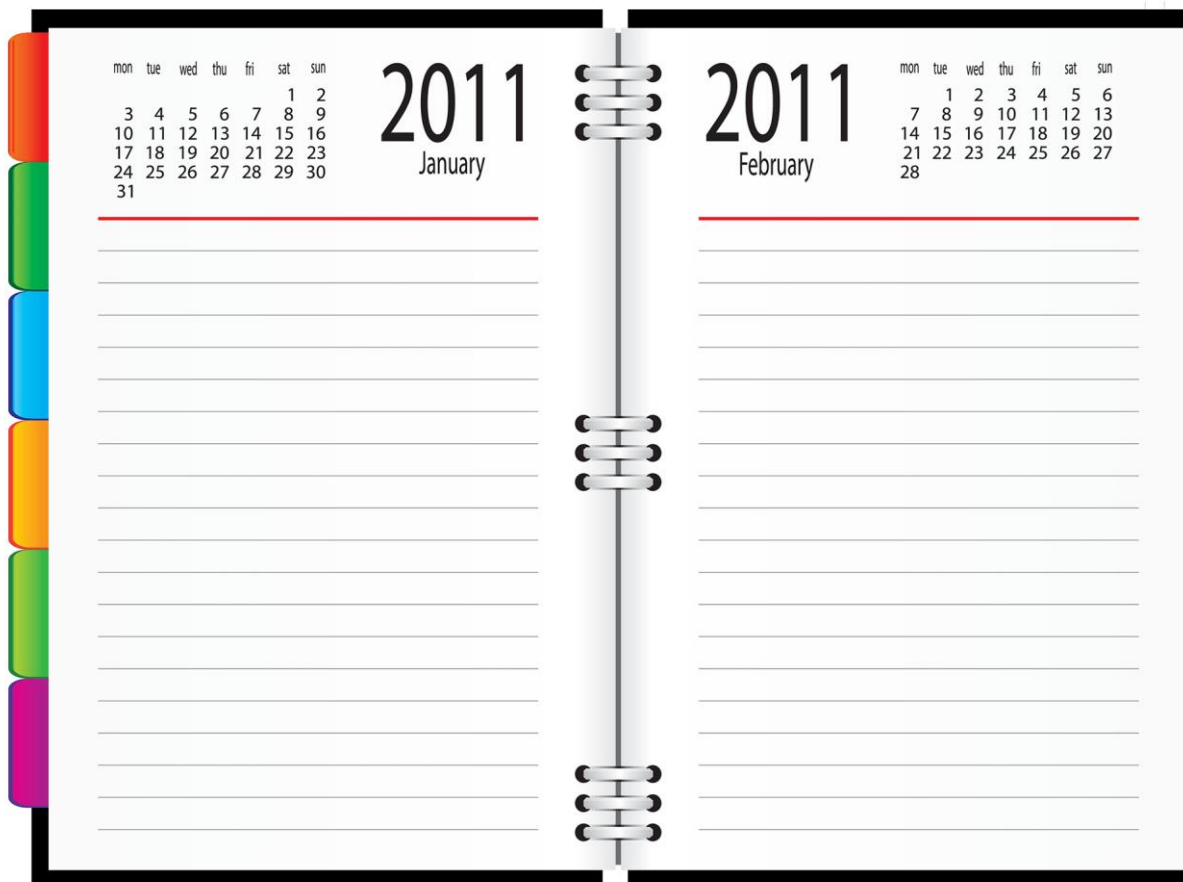 mon tue wed thu fri sat sun
1 2
3 4 5 6 7 8 9
10 11 12 13 14 15 16
17 18 19 20 21 22 23
24 25 26 27 28 29 30
31
2011
January
2011
February
mon tue wed thu fri sat sun
1 2 3 4 5 6
7 8 9 10 11 12 13
14 15 16 17 18 19 20
21 22 23 24 25 26 27
28